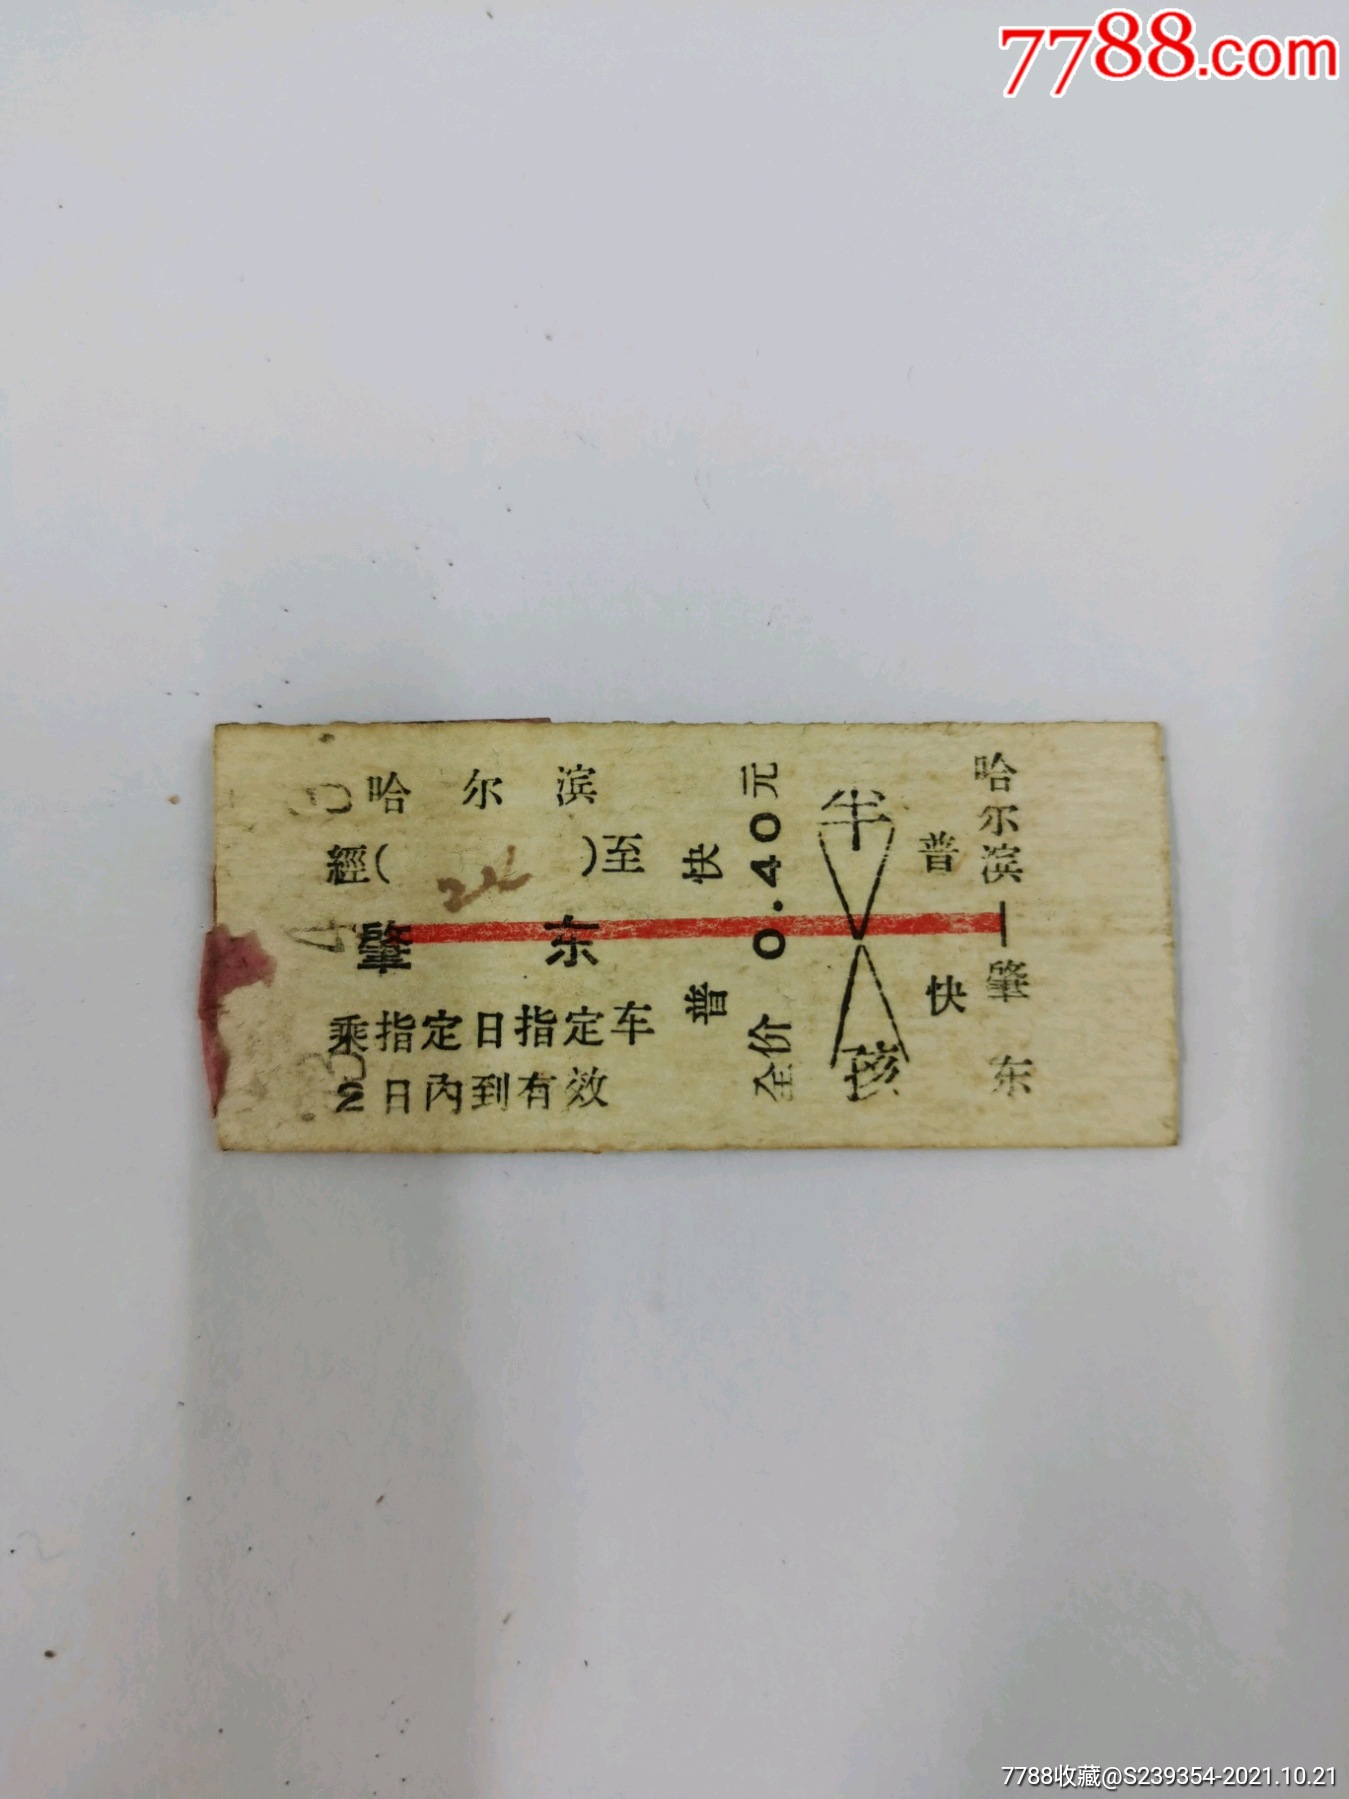 7788.com
哈尔滨
經( )至
肇东
乘指定日指定车
2日内到有效
普快
全价 0.40元
半
孩
普快
哈尔滨—肇东
7788收藏@S239354-2021.10.21